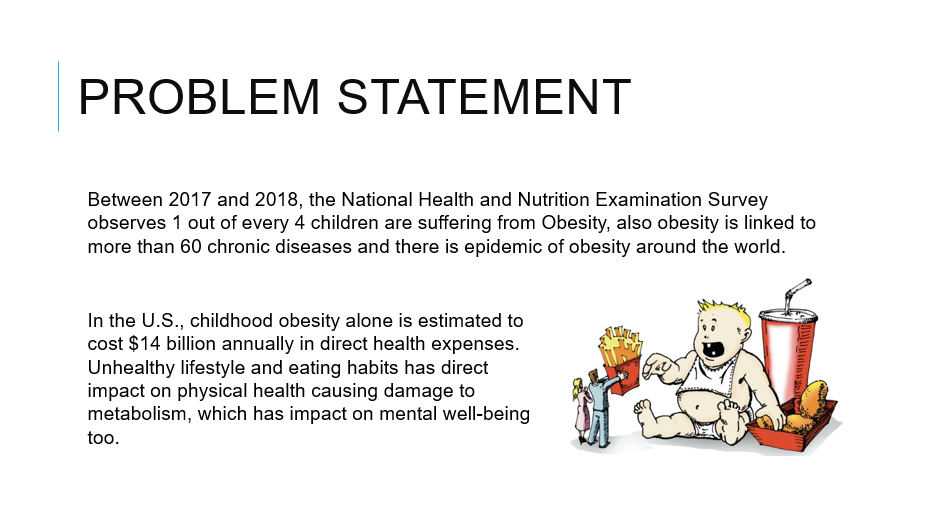 PROBLEM STATEMENT
Between 2017 and 2018, the National Health and Nutrition Examination Survey
observes 1 out of every 4 children are suffering from Obesity, also obesity is linked to
more than 60 chronic diseases and there is epidemic of obesity around the world.
In the U.S., childhood obesity alone is estimated to
cost $14 billion annually in direct health expenses.
Unhealthy lifestyle and eating habits has direct
impact on physical health causing damage to
metabolism, which has impact on mental well-being
too.